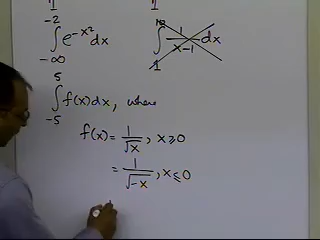 ∫_{-∞}^{-2} e^{-x²} dx
∫_{1}^{10} 1/(x-1) dx
∫_{-5}^{5} f(x) dx, where
f(x) = 1/√x, x ≥ 0
= 1/√-x, x ≤ 0